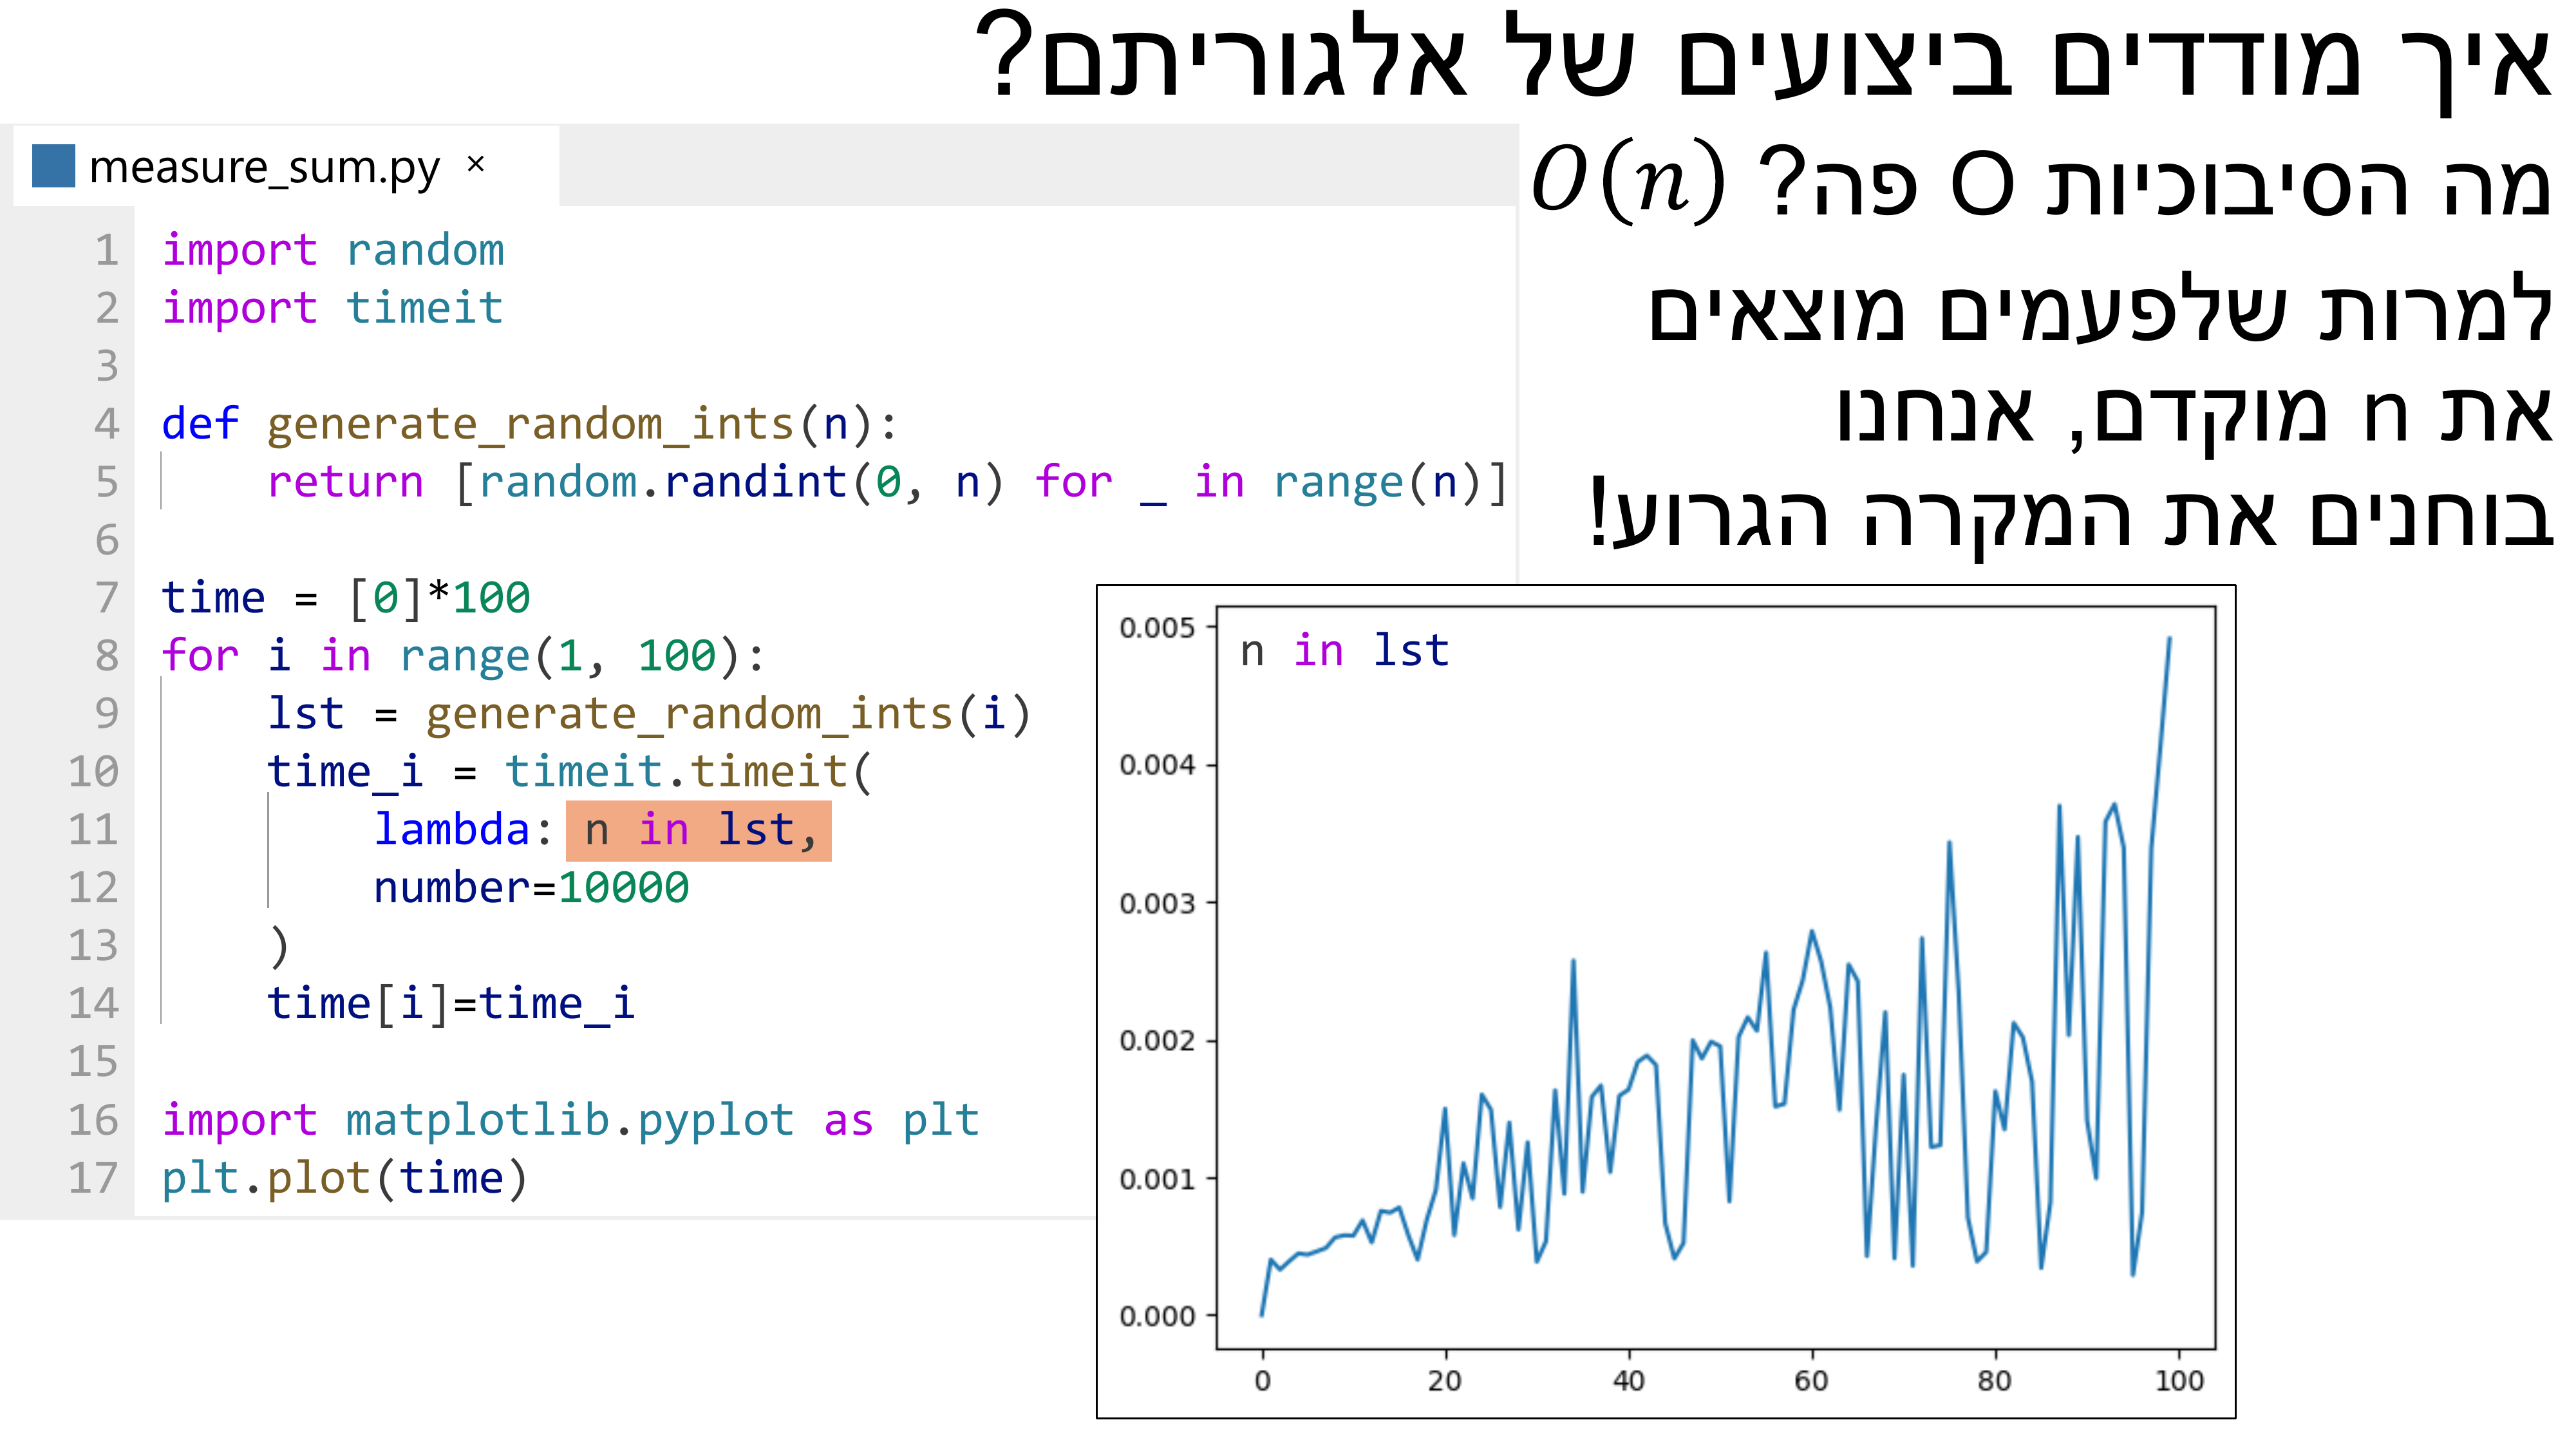 איך מודדים ביצועים של אלגוריתם?
מה הסיבוכיות O פה? O(n)
למרות שלפעמים מוצאים
את n מוקדם, אנחנו
בוחנים את המקרה הגרוע!
measure_sum.py ×
1 import random
2 import timeit
3
4 def generate_random_ints(n):
5     return [random.randint(0, n) for _ in range(n)]
6
7 time = [0]*100
8 for i in range(1, 100):
9     lst = generate_random_ints(i)
10     time_i = timeit.timeit(
11         lambda: n in lst,
12         number=10000
13     )
14     time[i]=time_i
15
16 import matplotlib.pyplot as plt
17 plt.plot(time)
n in lst
0.005
0.004
0.003
0.002
0.001
0.000
0 20 40 60 80 100